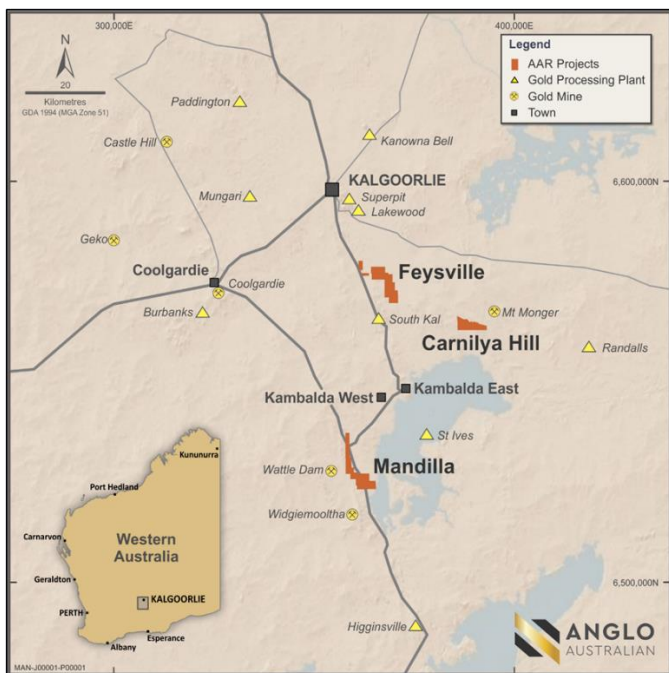 300,000E
400,000E
N
20
Kilometres
GDA 1994 (MGA Zone 51)
Legend
AAR Projects
Gold Processing Plant
Gold Mine
Town
Paddington
Castle Hill
Kanowna Bell
6,600,000N
KALGOORLIE
Mungari
Superpit
Lakewood
Geko
Coolgardie
Coolgardie
Feysville
Burbanks
South Kal
Mt Monger
Carnilya Hill
Randalls
Kambalda East
Kambalda West
St Ives
Wattle Dam
Mandilla
Widgiemooltha
Kununurra
Port Hedland
Western
Australia
Carnarvon
Geraldton
KALGOORLIE
PERTH
Esperance
Albany
6,500,000N
Higginsville
ANGLO
AUSTRALIAN
MAN-J00001-P00001